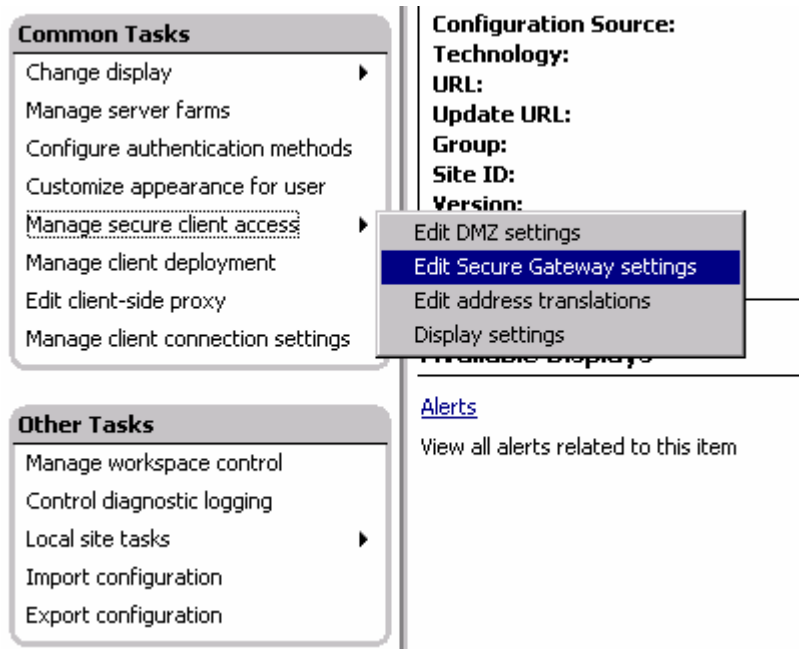 Common Tasks
Change display
Manage server farms
Configure authentication methods
Customize appearance for user
Manage secure client access
Manage client deployment
Edit client-side proxy
Manage client connection settings
Other Tasks
Manage workspace control
Control diagnostic logging
Local site tasks
Import configuration
Export configuration
Configuration Source:
Technology:
URL:
Update URL:
Group:
Site ID:
Version:
Edit DMZ settings
Edit Secure Gateway settings
Edit address translations
Display settings
Available Displays
Alerts
View all alerts related to this item